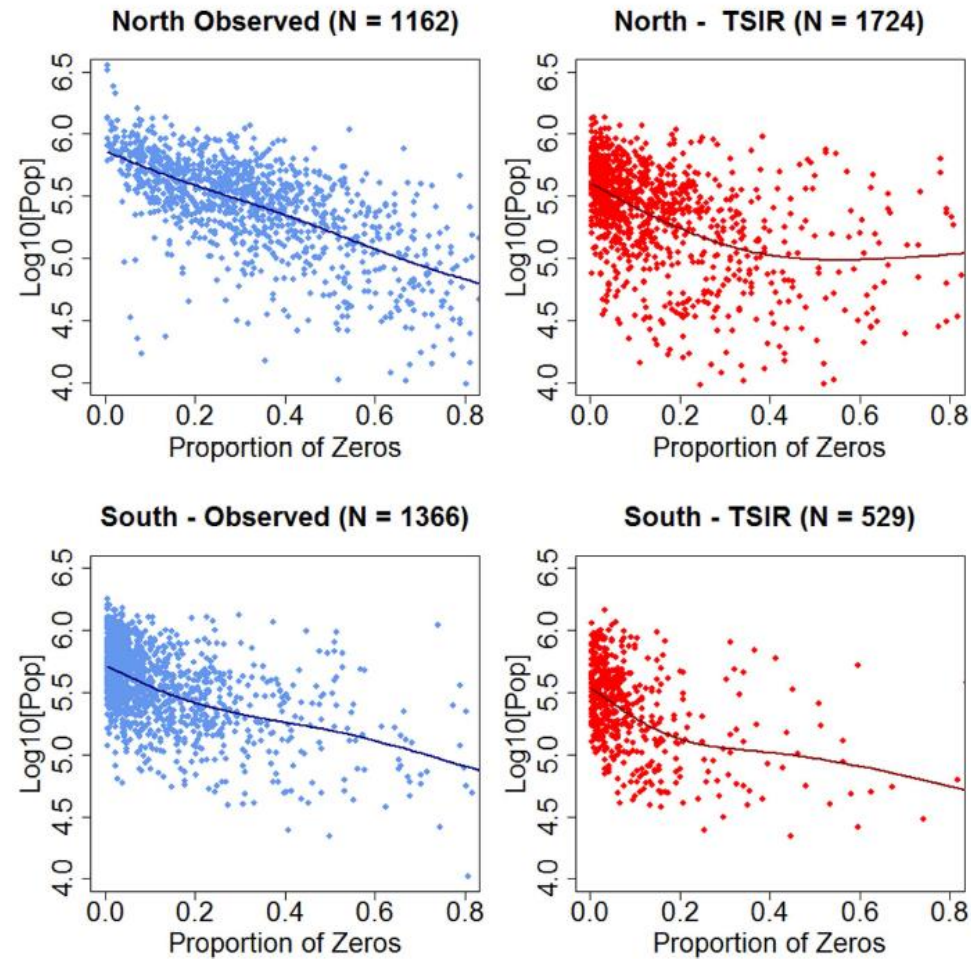 North Observed (N = 1162)
Log10[Pop]
6.5
6.0
5.5
5.0
4.5
4.0
0.0 0.2 0.4 0.6 0.8
Proportion of Zeros
North - TSIR (N = 1724)
Log10[Pop]
6.5
6.0
5.5
5.0
4.5
4.0
0.0 0.2 0.4 0.6 0.8
Proportion of Zeros
South - Observed (N = 1366)
Log10[Pop]
6.5
6.0
5.5
5.0
4.5
4.0
0.0 0.2 0.4 0.6 0.8
Proportion of Zeros
South - TSIR (N = 529)
Log10[Pop]
6.5
6.0
5.5
5.0
4.5
4.0
0.0 0.2 0.4 0.6 0.8
Proportion of Zeros